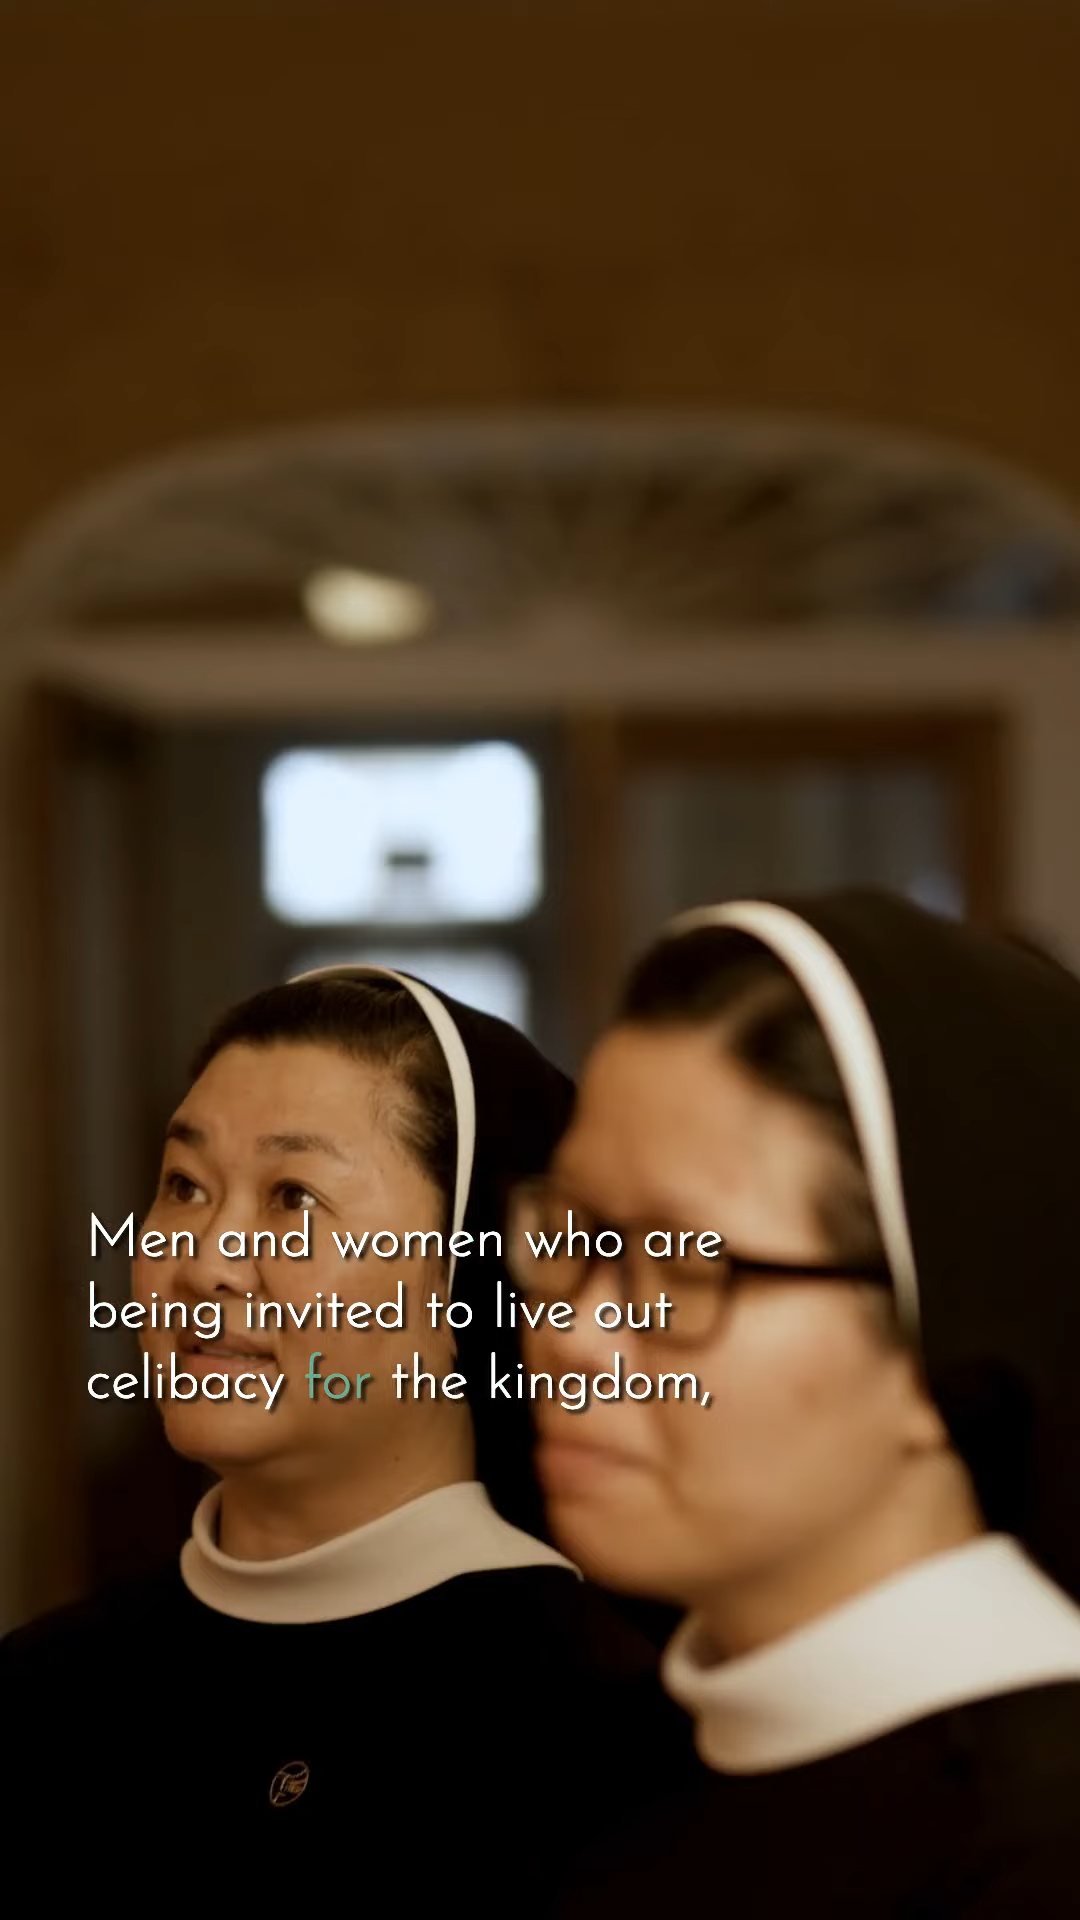 Men and women who are
being invited to live out
celibacy for the kingdom,